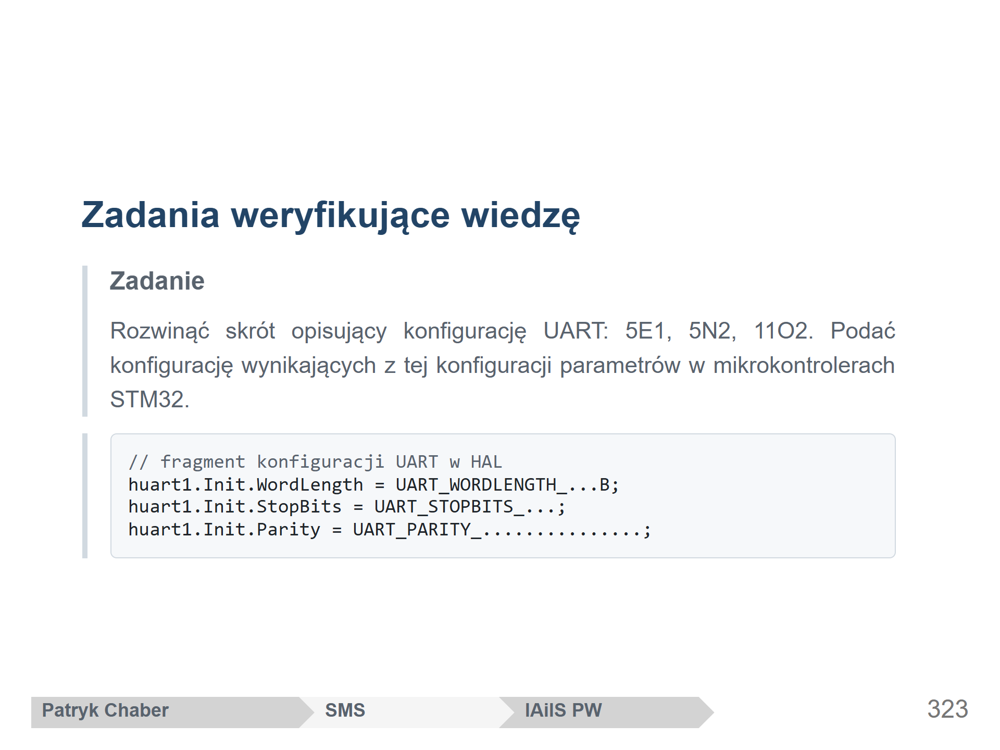 Zadania weryfikujące wiedzę
Zadanie
Rozwinąć skrót opisujący konfigurację UART: 5E1, 5N2, 11O2. Podać
konfigurację wynikających z tej konfiguracji parametrów w mikrokontrolerach
STM32.
// fragment konfiguracji UART w HAL
huart1.Init.WordLength = UART_WORDLENGTH_...B;
huart1.Init.StopBits = UART_STOPBITS_...;
huart1.Init.Parity = UART_PARITY_...............;
Patryk Chaber
SMS
IAiIS PW
323